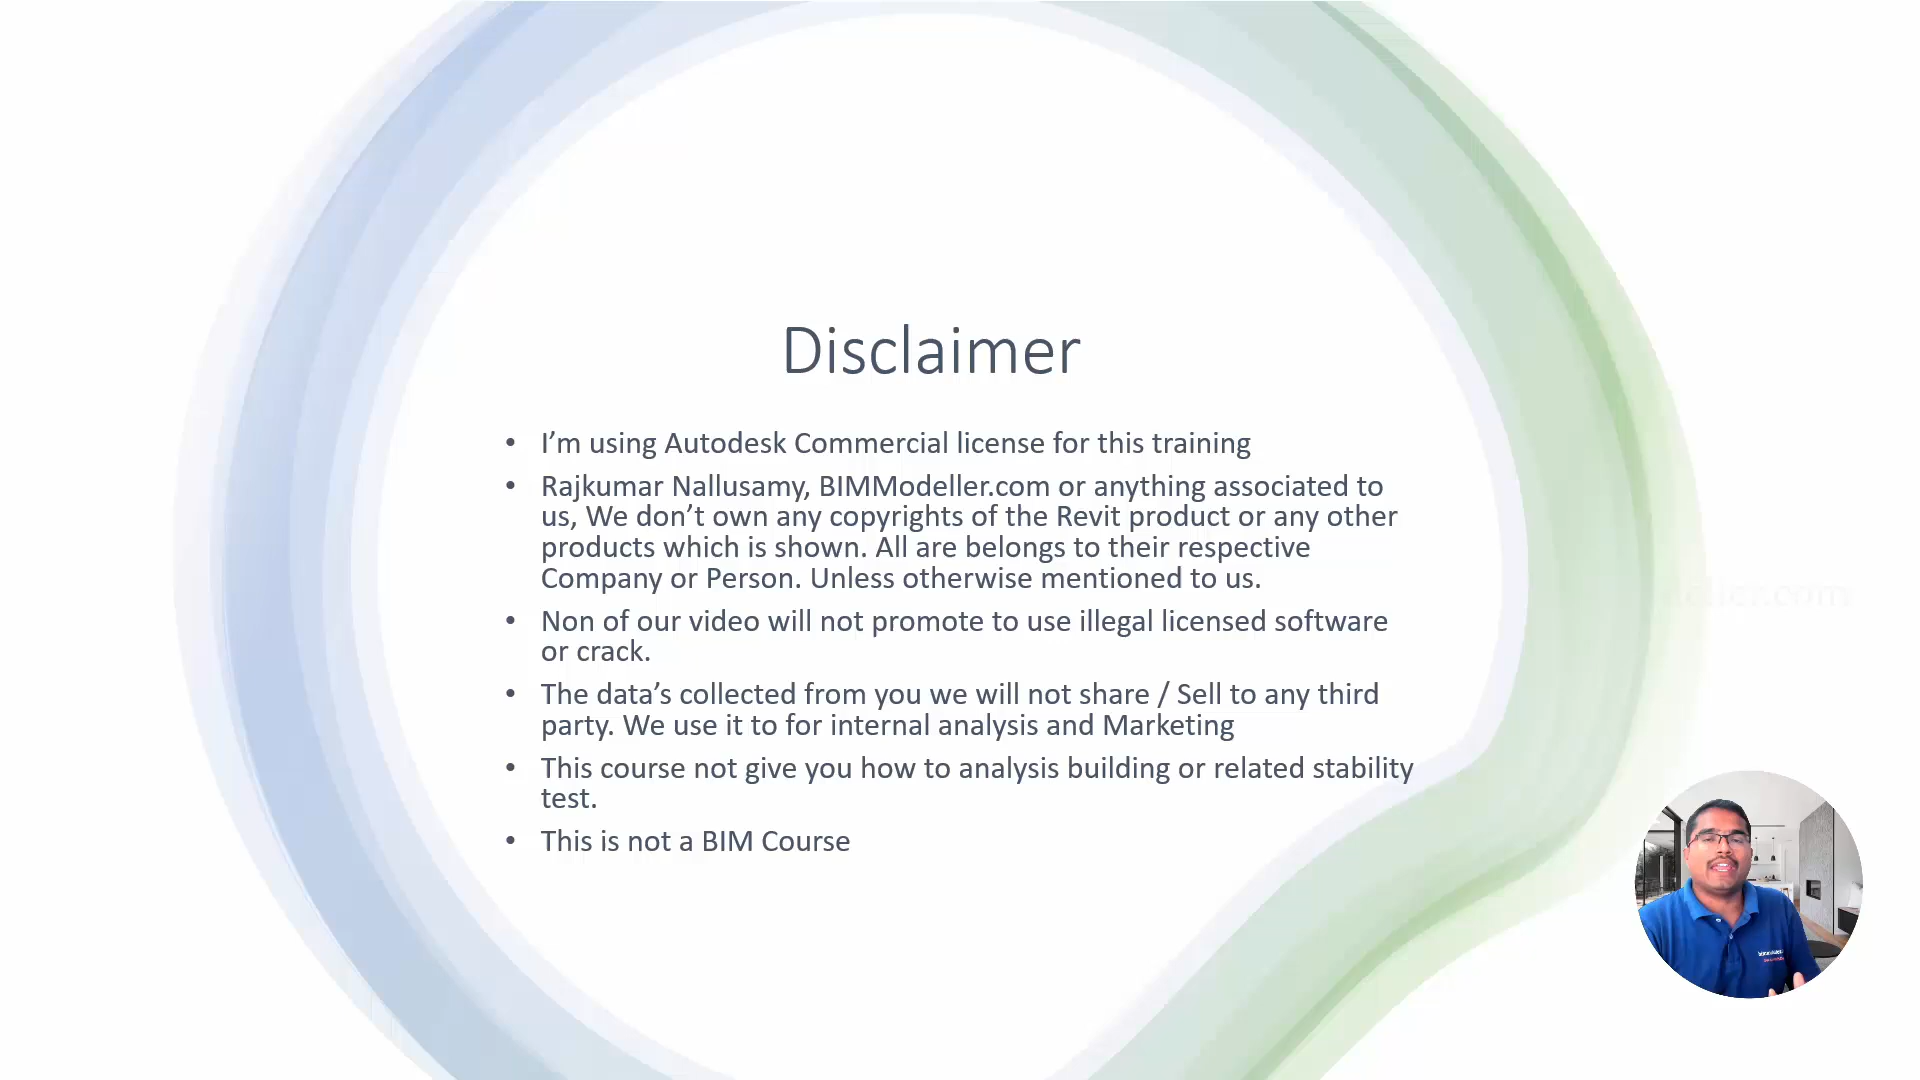 Disclaimer
• I’m using Autodesk Commercial license for this training
• Rajkumar Nallusamy, BIMModeller.com or anything associated to
us, We don’t own any copyrights of the Revit product or any other
products which is shown. All are belongs to their respective
Company or Person. Unless otherwise mentioned to us.
• Non of our video will not promote to use illegal licensed software
or crack.
• The data’s collected from you we will not share / Sell to any third
party. We use it to for internal analysis and Marketing
• This course not give you how to analysis building or related stability
test.
• This is not a BIM Course